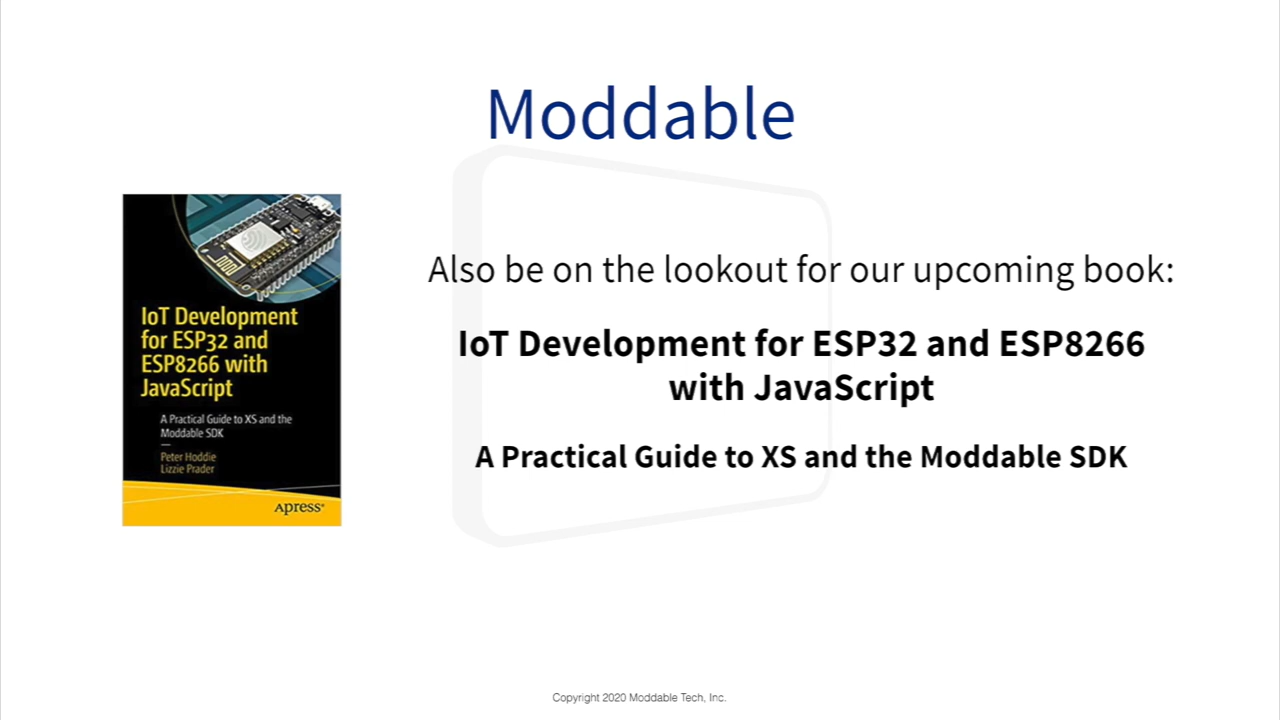 Moddable
IoT Development
for ESP32 and
ESP8266 with
JavaScript
A Practical Guide to XS and the
Moddable SDK
Peter Hoddie
Lizzie Prader
Apress®
Also be on the lookout for our upcoming book:
IoT Development for ESP32 and ESP8266
with JavaScript
A Practical Guide to XS and the Moddable SDK
Copyright 2020 Moddable Tech, Inc.